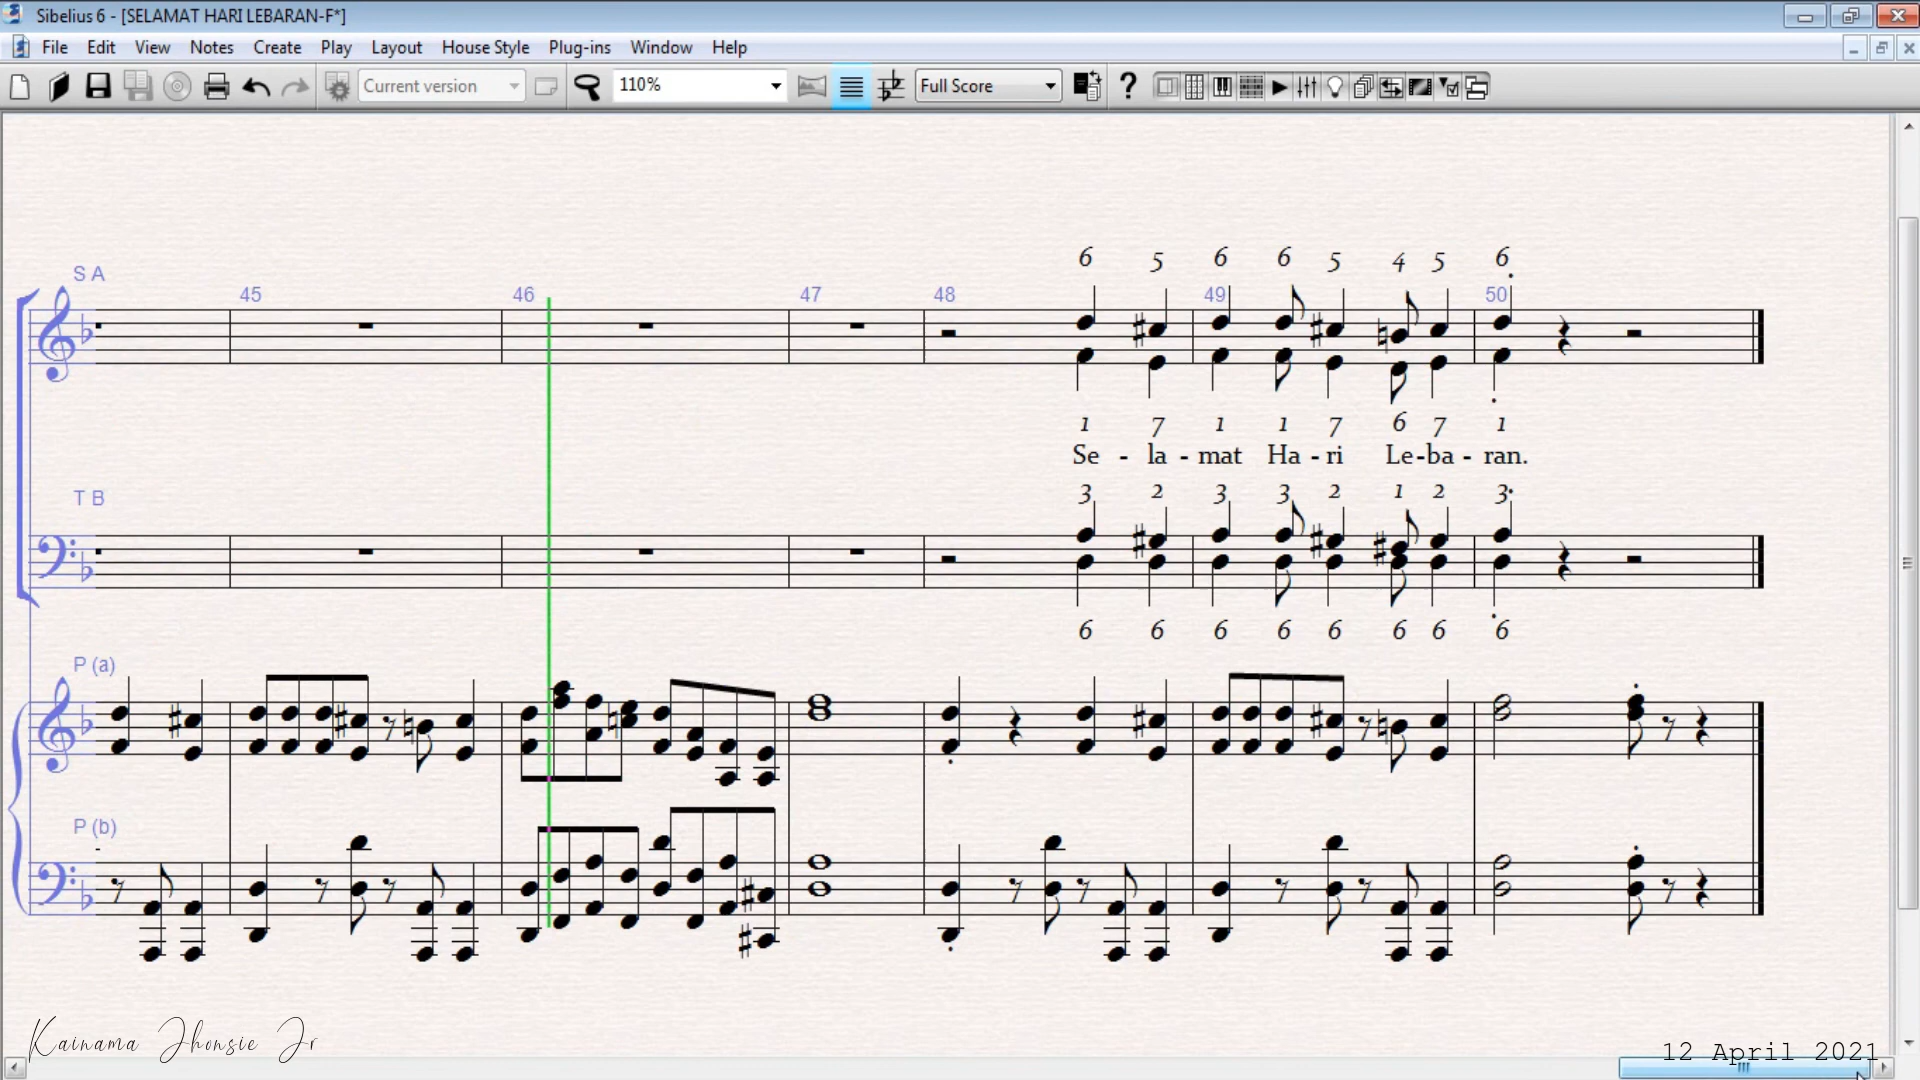 Sibelius 6 - [SELAMAT HARI LEBARAN-F*]
File Edit View Notes Create Play Layout House Style Plug-ins Window Help
Current version 110% Full Score ?
6 5 6 6 5 4 5 6
S A
45 46 47 48 49 50
1 7 1 1 7 6 7 1
Se - la - mat Ha - ri Le-ba - ran.
3 2 3 3 2 1 2 3
T B
6 6 6 6 6 6 6 6
P (a)
P (b)
Kainama Jhonsie Jr
12 April 2021